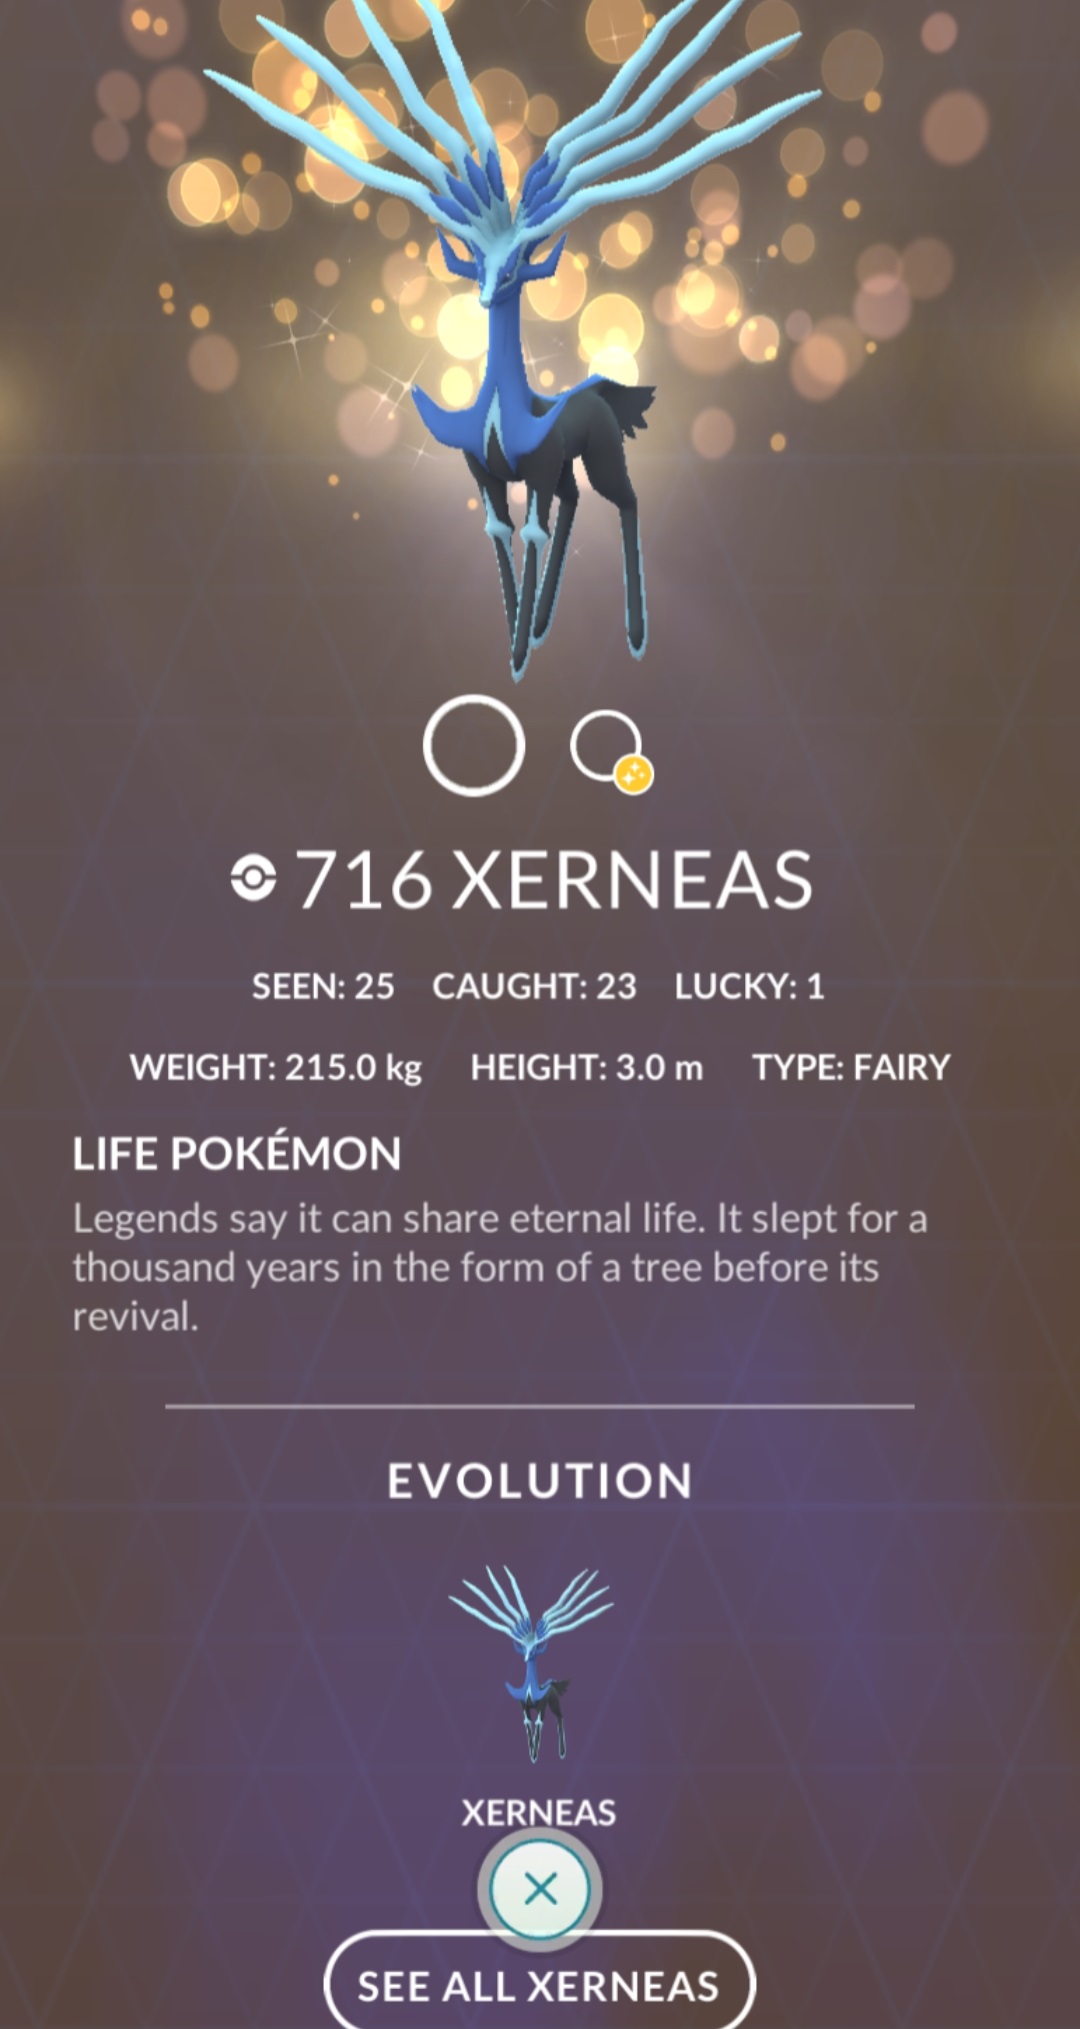 716 XERNEAS
SEEN: 25 CAUGHT: 23 LUCKY: 1
WEIGHT: 215.0 kg HEIGHT: 3.0 m TYPE: FAIRY
LIFE POKÉMON
Legends say it can share eternal life. It slept for a
thousand years in the form of a tree before its
revival.
EVOLUTION
XERNEAS
SEE ALL XERNEAS